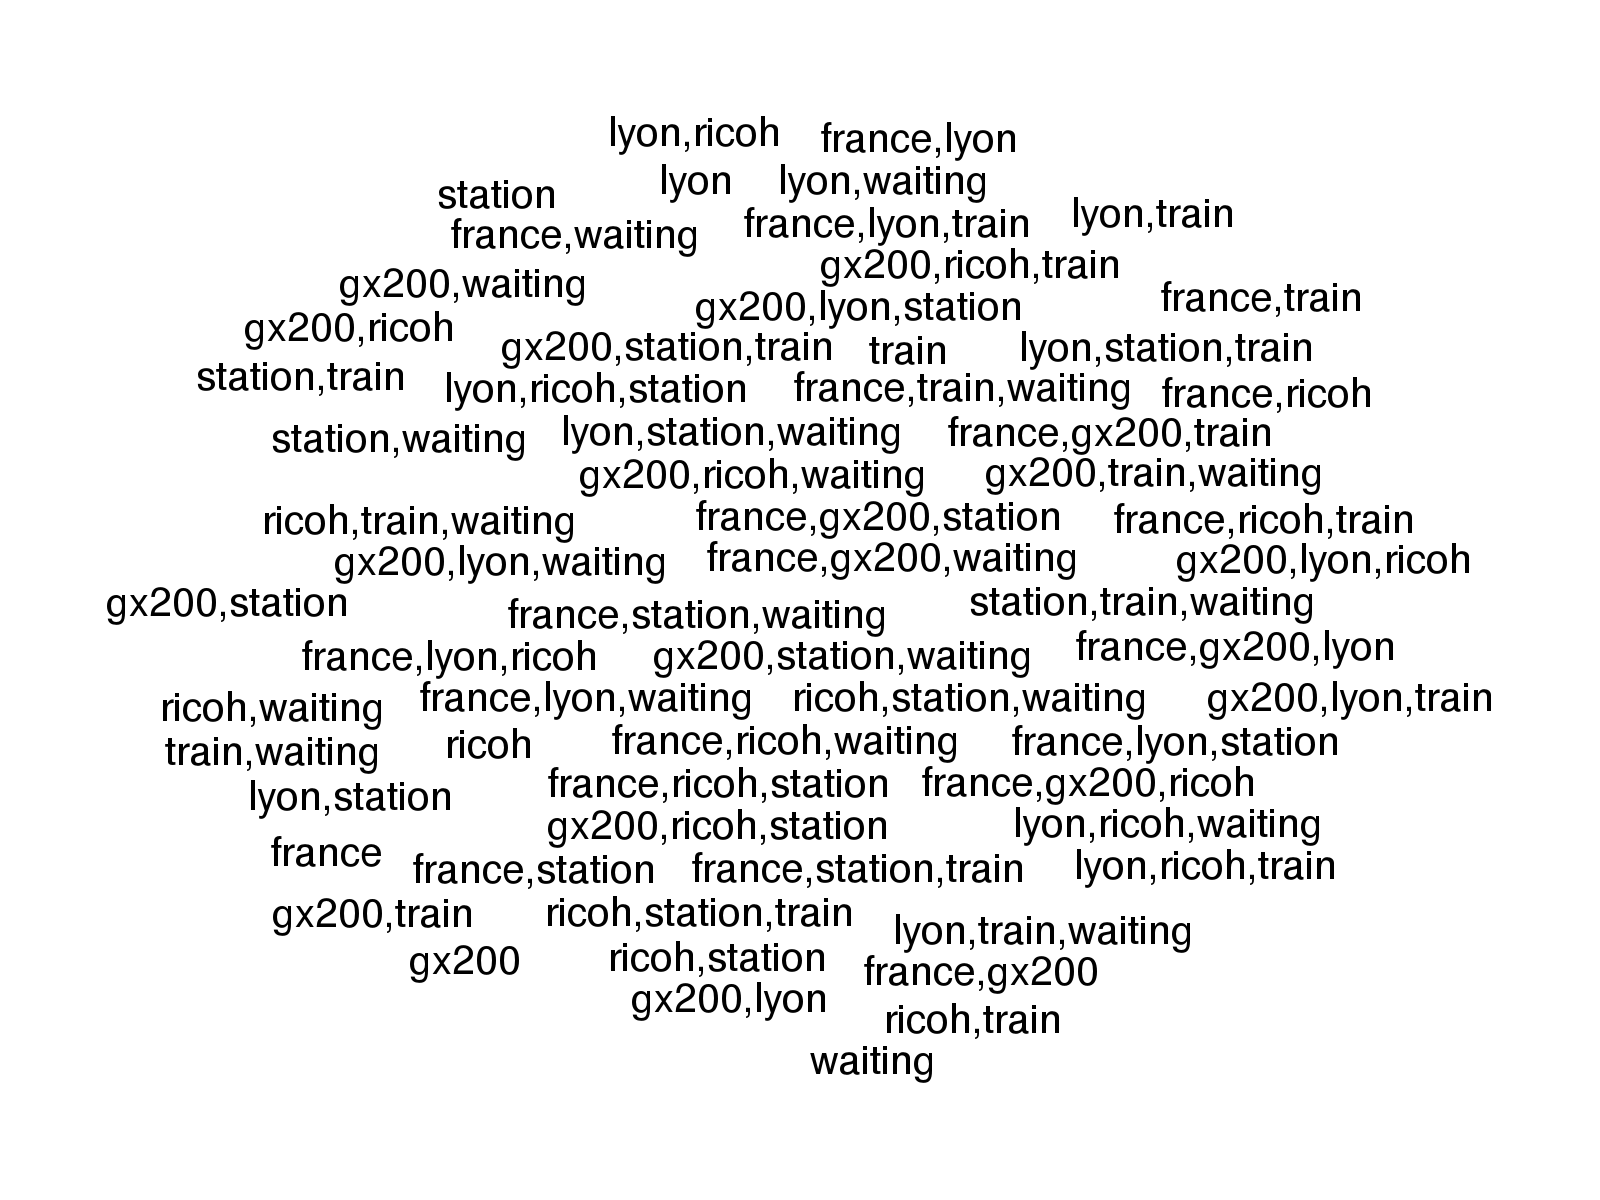 lyon,ricoh france,lyon
lyon lyon,waiting
station
france,waiting france,lyon,train lyon,train
gx200,ricoh,train
gx200,waiting
gx200,lyon,station france,train
gx200,ricoh
gx200,station,train train lyon,station,train
station,train lyon,ricoh,station france,train,waiting france,ricoh
station,waiting lyon,station,waiting france,gx200,train
gx200,ricoh,waiting gx200,train,waiting
ricoh,train,waiting france,gx200,station france,ricoh,train
gx200,lyon,waiting france,gx200,waiting gx200,lyon,ricoh
gx200,station france,station,waiting station,train,waiting
france,lyon,ricoh gx200,station,waiting france,gx200,lyon
ricoh,waiting france,lyon,waiting ricoh,station,waiting gx200,lyon,train
train,waiting ricoh france,ricoh,waiting france,lyon,station
lyon,station france,ricoh,station france,gx200,ricoh
gx200,ricoh,station lyon,ricoh,waiting
france france,station france,station,train lyon,ricoh,train
gx200,train ricoh,station,train lyon,train,waiting
gx200 ricoh,station france,gx200
gx200,lyon ricoh,train
waiting